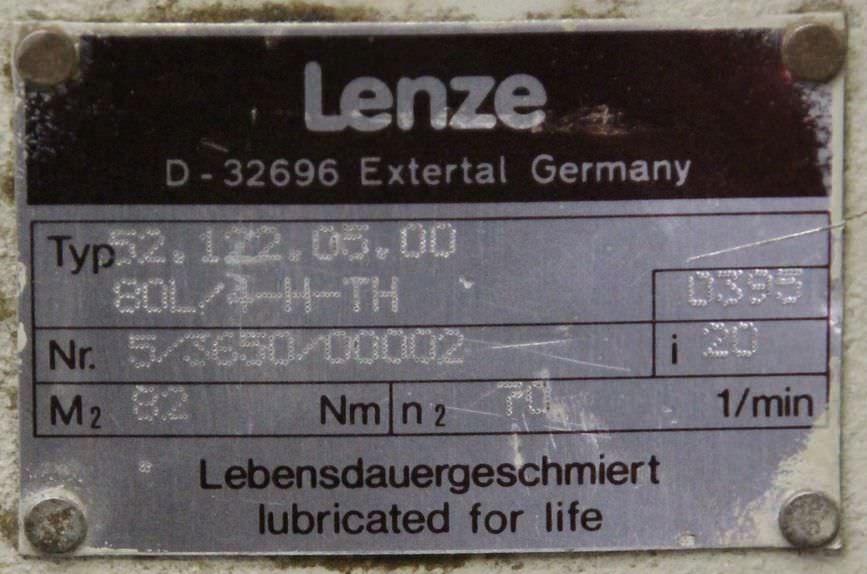 Lenze
D-32696 Extertal Germany
Typ 52.122.05.00
80L/4-H-TH 0395
Nr. 5/3650/00002 i 20
M2 82 Nm n2 70 1/min
Lebensdauergeschmiert
lubricated for life